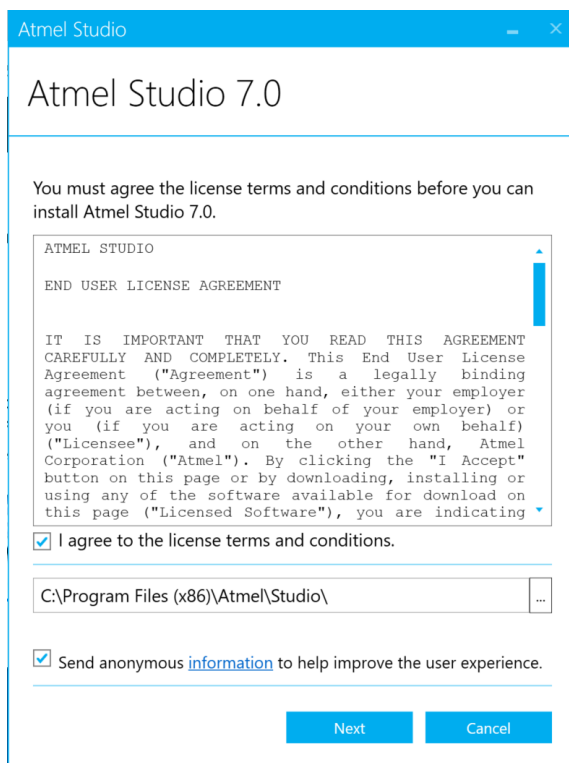 Atmel Studio
Atmel Studio 7.0
You must agree the license terms and conditions before you can
install Atmel Studio 7.0.
ATMEL STUDIO
END USER LICENSE AGREEMENT
IT IS IMPORTANT THAT YOU READ THIS AGREEMENT
CAREFULLY AND COMPLETELY. This End User License
Agreement ("Agreement") is a legally binding
agreement between, on one hand, either your employer
(if you are acting on behalf of your employer) or
you (if you are acting on your own behalf)
("Licensee"), and on the other hand, Atmel
Corporation ("Atmel"). By clicking the "I Accept"
button on this page or by downloading, installing or
using any of the software available for download on
this page ("Licensed Software"), you are indicating
I agree to the license terms and conditions.
C:\Program Files (x86)\Atmel\Studio\
...
Send anonymous information to help improve the user experience.
Next
Cancel